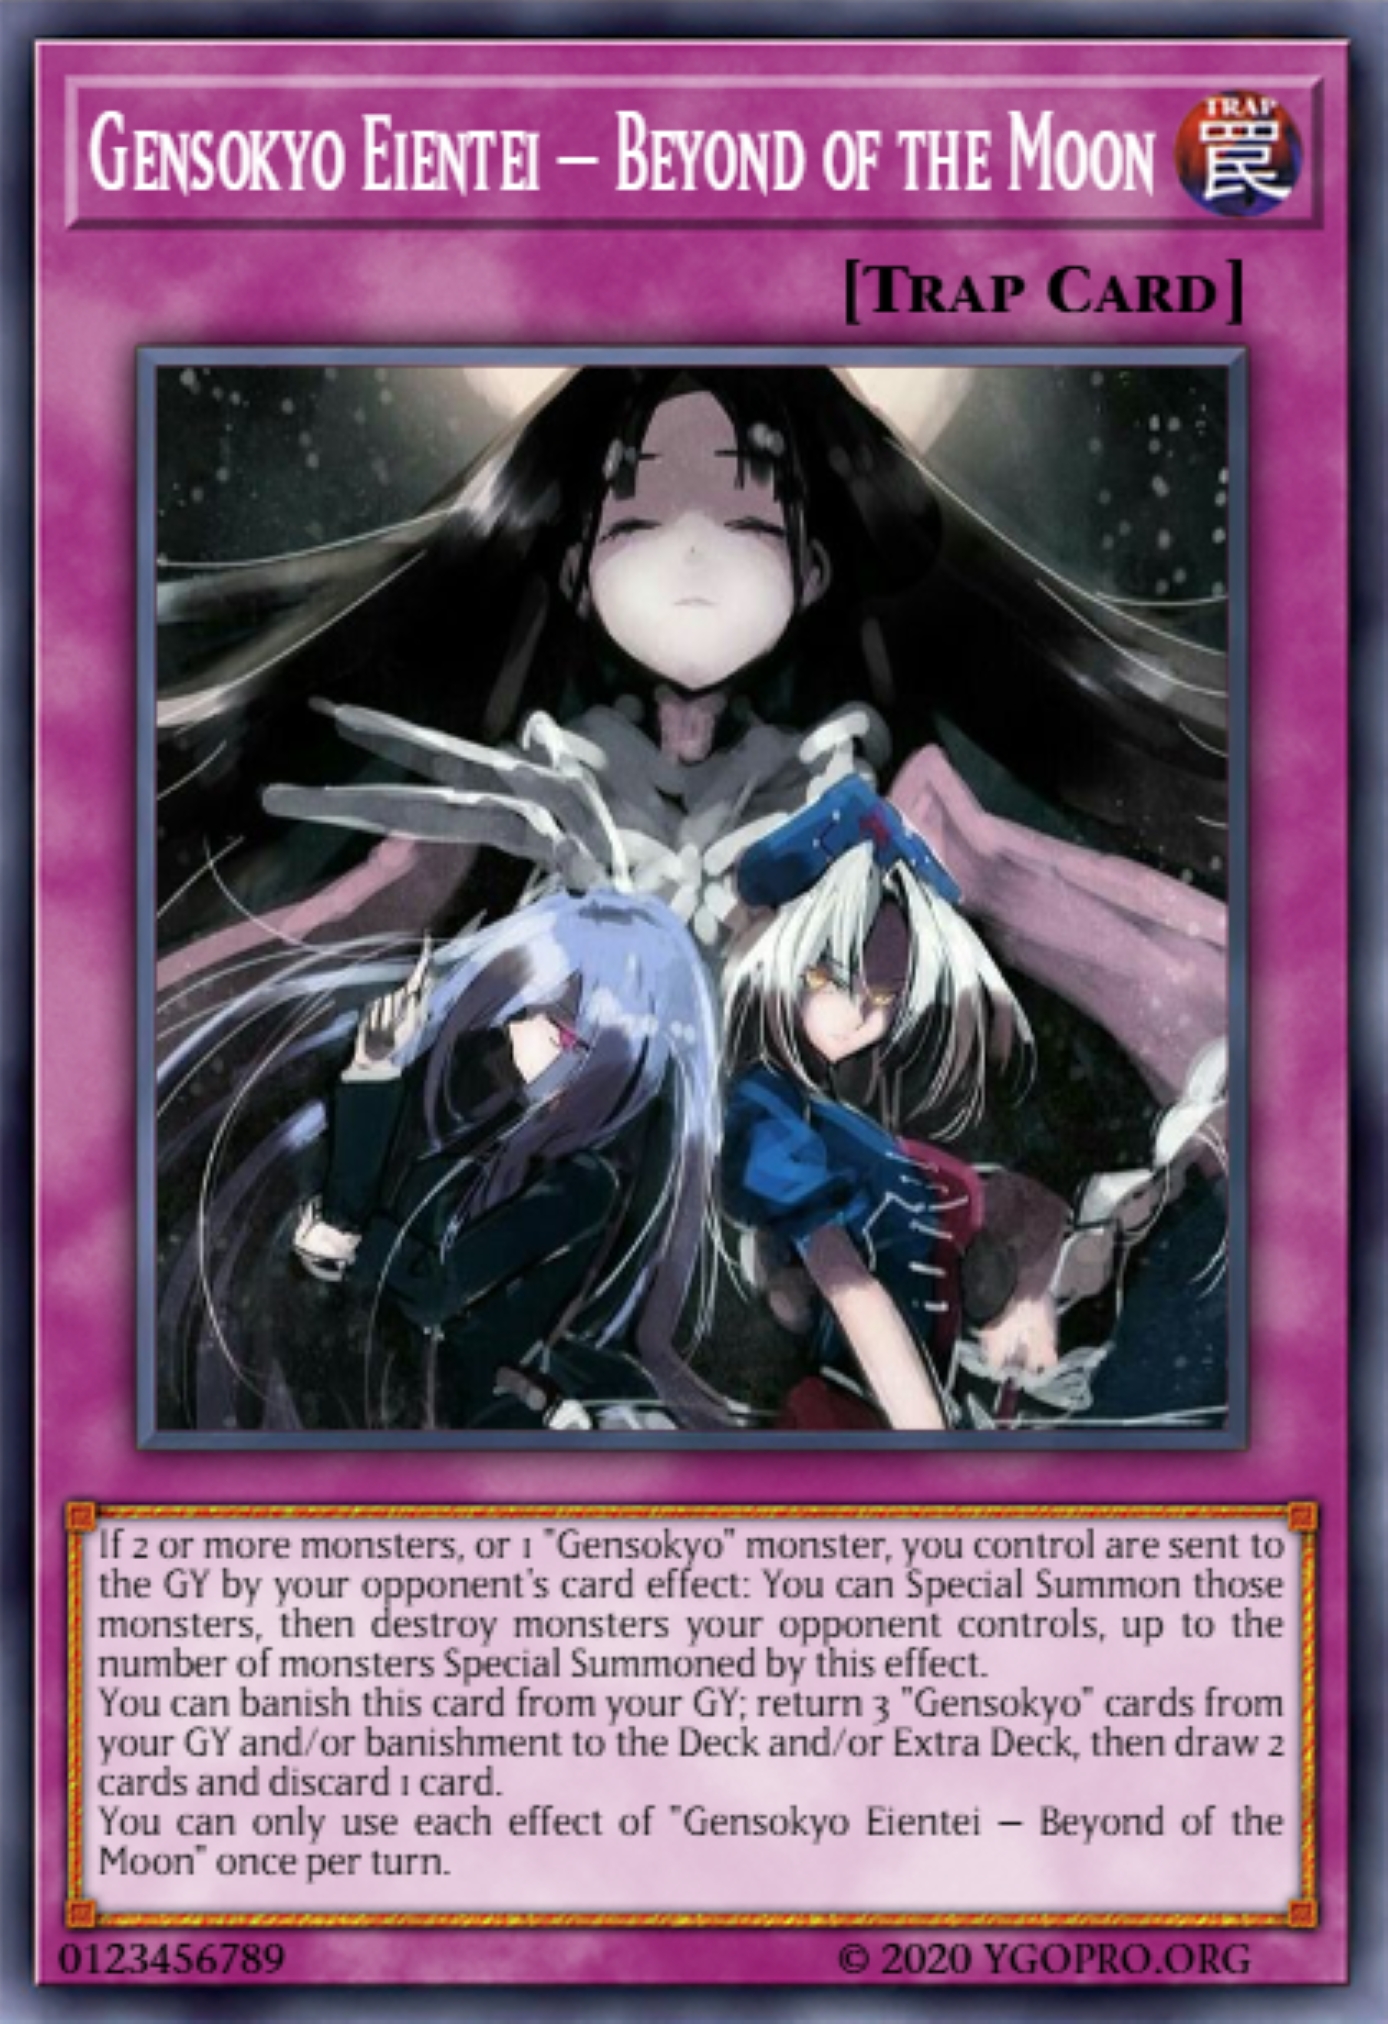 GENSOKYO EIENTEI – BEYOND OF THE MOON
TRAP
罠
[TRAP CARD]
If 2 or more monsters, or 1 "Gensokyo" monster, you control are sent to
the GY by your opponent's card effect: You can Special Summon those
monsters, then destroy monsters your opponent controls, up to the
number of monsters Special Summoned by this effect.
You can banish this card from your GY; return 3 "Gensokyo" cards from
your GY and/or banishment to the Deck and/or Extra Deck, then draw 2
cards and discard 1 card.
You can only use each effect of "Gensokyo Eientei – Beyond of the
Moon" once per turn.
0123456789
© 2020 YGOPRO.ORG